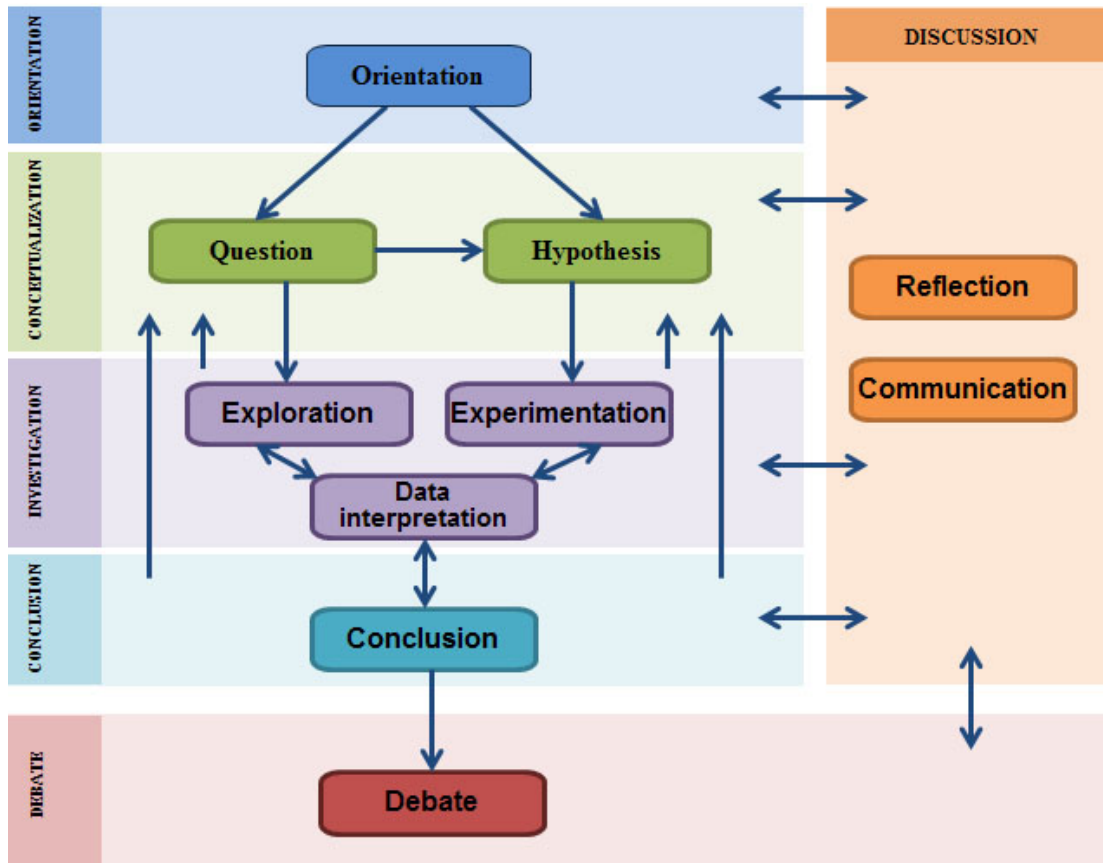 ORIENTATION
Orientation
DISCUSSION
CONCEPTUALIZATION
Question
Hypothesis
Reflection
Communication
INVESTIGATION
Exploration
Experimentation
Data
interpretation
CONCLUSION
Conclusion
DEBATE
Debate